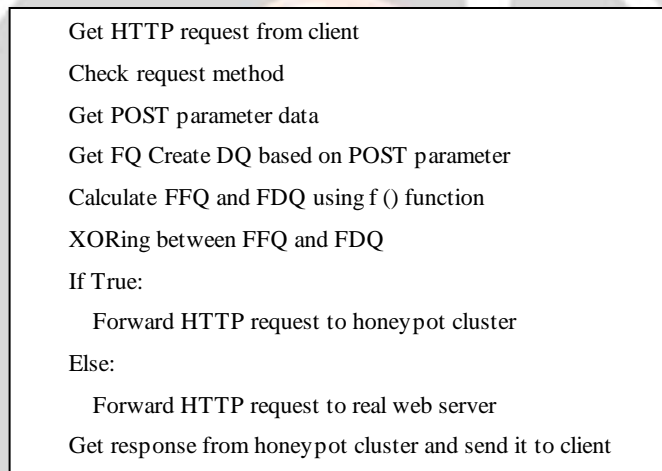 Get HTTP request from client
Check request method
Get POST parameter data
Get FQ Create DQ based on POST parameter
Calculate FFQ and FDQ using f () function
XORing between FFQ and FDQ
If True:
Forward HTTP request to honeypot cluster
Else:
Forward HTTP request to real web server
Get response from honeypot cluster and send it to client